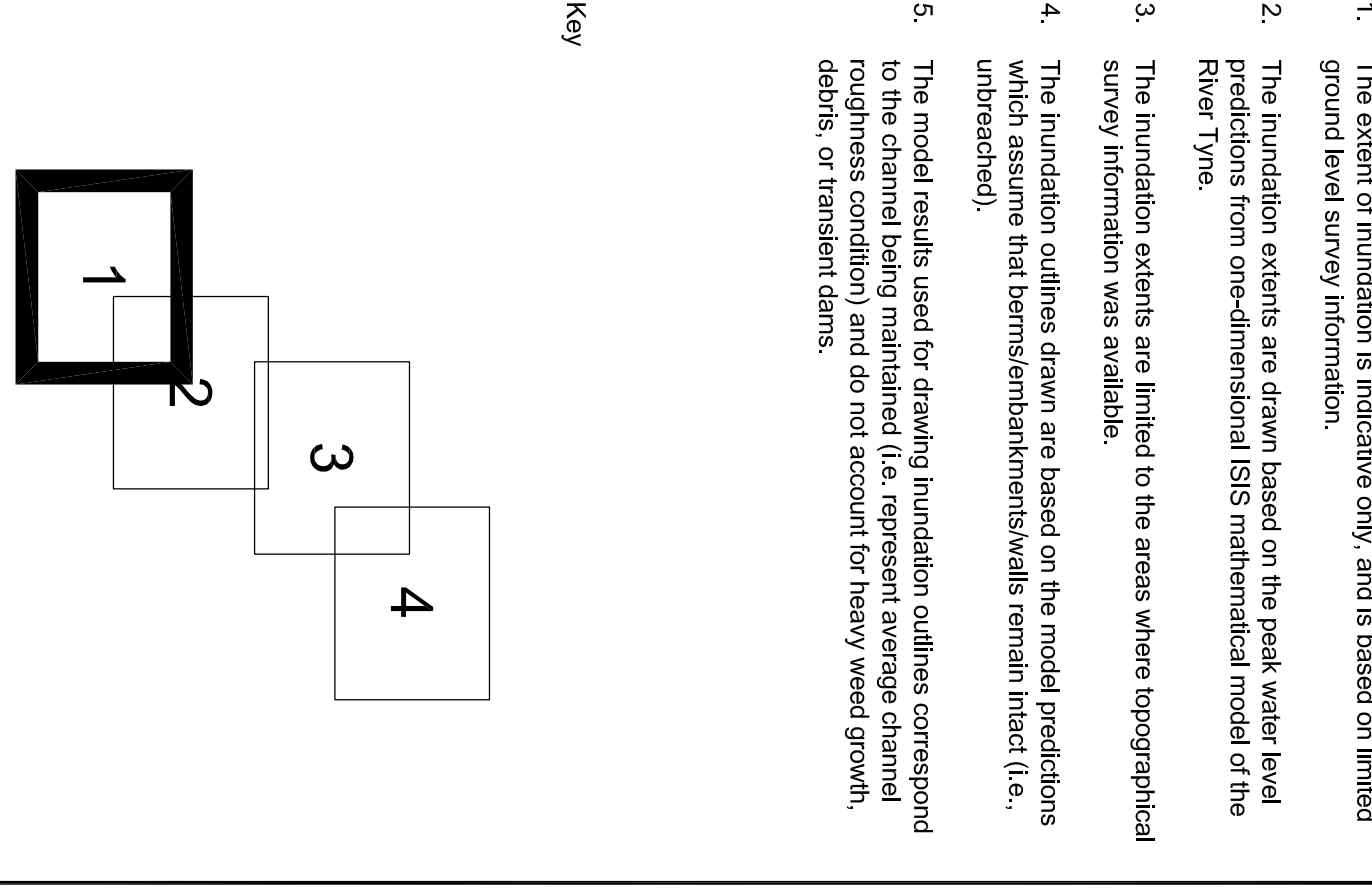 1. The extent of inundation is indicative only, and is based on limited
ground level survey information.
2. The inundation extents are drawn based on the peak water level
predictions from one-dimensional ISIS mathematical model of the
River Tyne.
3. The inundation extents are limited to the areas where topographical
survey information was available.
4. The inundation outlines drawn are based on the model predictions
which assume that berms/embankments/walls remain intact (i.e.,
unbreached).
5. The model results used for drawing inundation outlines correspond
to the channel being maintained (i.e. represent average channel
roughness condition) and do not account for heavy weed growth,
debris, or transient dams.
Key
4
3
2
1